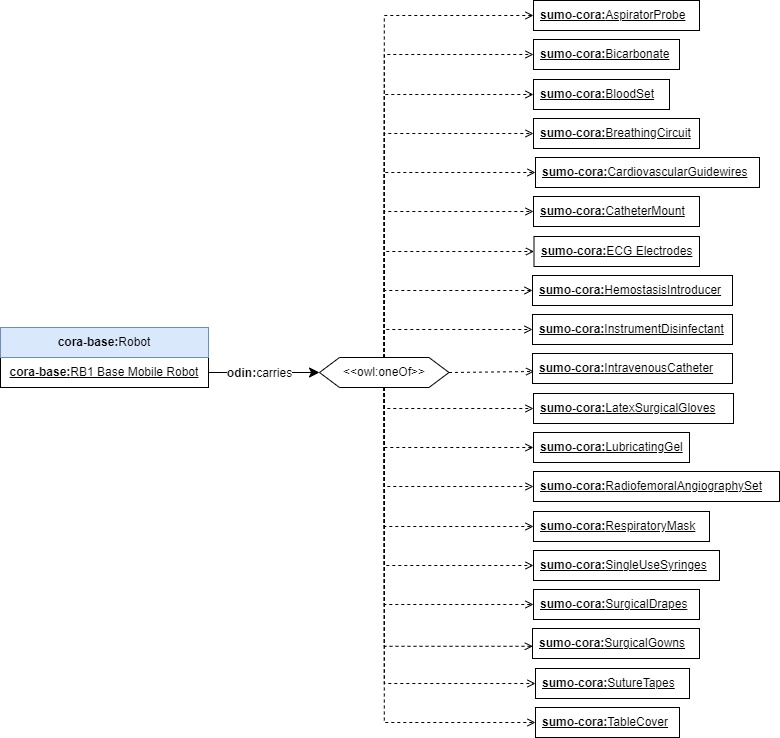 sumo-cora:AspiratorProbe
sumo-cora:Bicarbonate
sumo-cora:BloodSet
sumo-cora:BreathingCircuit
sumo-cora:CardiovascularGuidewires
sumo-cora:CatheterMount
sumo-cora:ECG Electrodes
sumo-cora:HemostasisIntroducer
sumo-cora:InstrumentDisinfectant
cora-base:Robot
cora-base:RB1 Base Mobile Robot
odin:carries
<<owl:oneOf>>
sumo-cora:IntravenousCatheter
sumo-cora:LatexSurgicalGloves
sumo-cora:LubricatingGel
sumo-cora:RadiofemoralAngiographySet
sumo-cora:RespiratoryMask
sumo-cora:SingleUseSyringes
sumo-cora:SurgicalDrapes
sumo-cora:SurgicalGowns
sumo-cora:SutureTapes
sumo-cora:TableCover